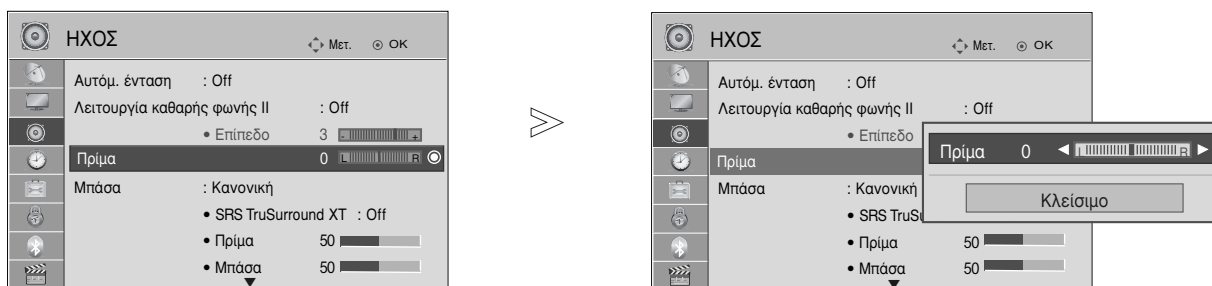 ΗΧΟΣ Μετ. OK
Αυτόμ. ένταση : Off
Λειτουργία καθαρής φωνής II : Off
• Επίπεδο 3 - +
Πρίμα 0 L R
Μπάσα : Κανονική
• SRS TruSurround XT : Off
• Πρίμα 50
• Μπάσα 50
ΗΧΟΣ Μετ. OK
Αυτόμ. ένταση : Off
Λειτουργία καθαρής φωνής II : Off
• Επίπεδο
Πρίμα
Μπάσα : Κανονική
• SRS TruSu
• Πρίμα 50
• Μπάσα 50
Πρίμα 0 L R
Κλείσιμο